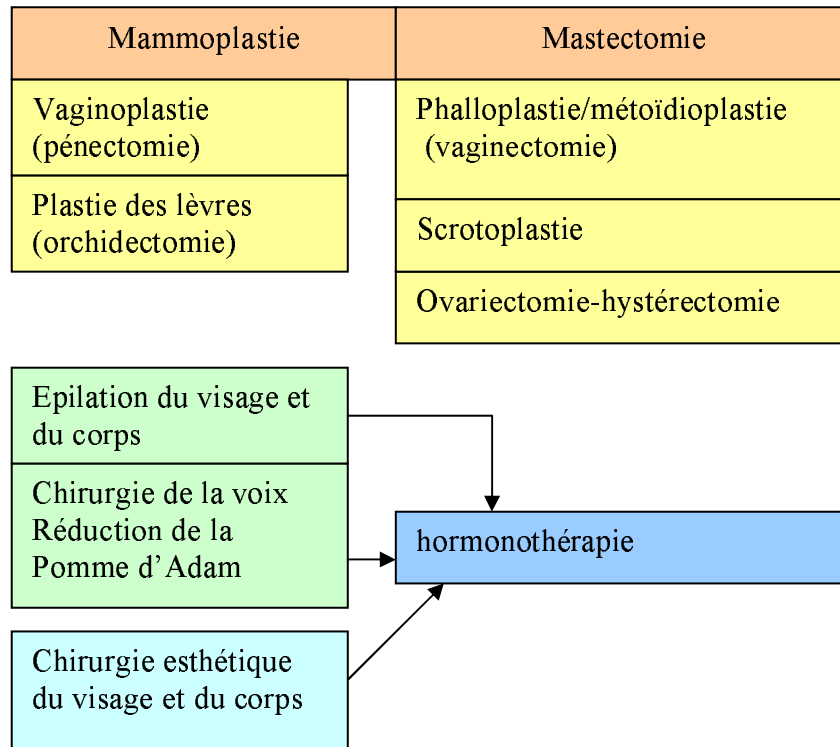 Mammoplastie
Mastectomie
Vaginoplastie
(pénectomie)
Phalloplastie/métoïdioplastie
(vaginectomie)
Plastie des lèvres
(orchidectomie)
Scrotoplastie
Ovariectomie-hystérectomie
Epilation du visage et
du corps
Chirurgie de la voix
Réduction de la
Pomme d'Adam
hormonothérapie
Chirurgie esthétique
du visage et du corps